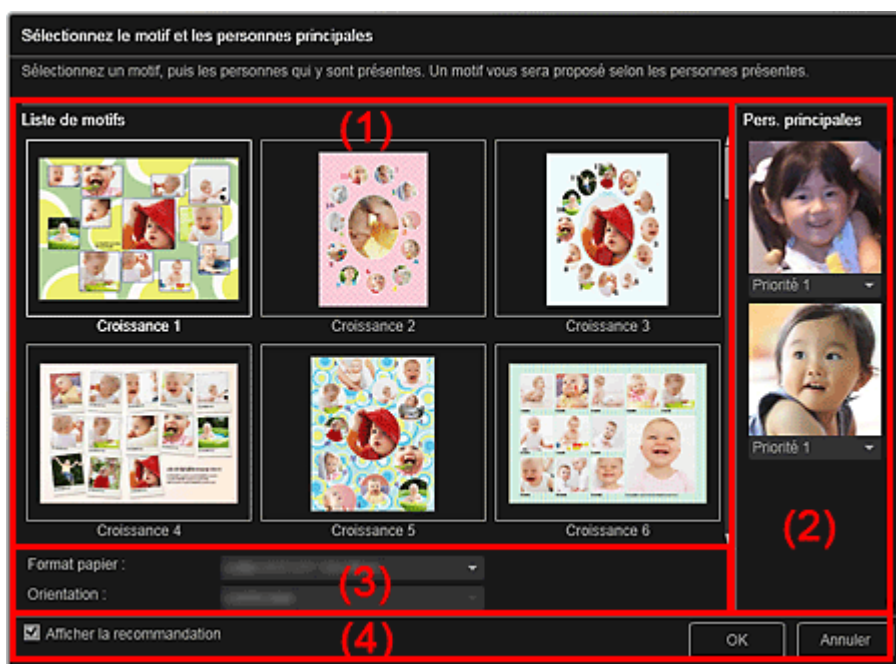 Sélectionnez le motif et les personnes principales
Sélectionnez un motif, puis les personnes qui y sont présentes. Un motif vous sera proposé selon les personnes présentes.
Liste de motifs
(1)
Pers. principales
Croissance 1
Croissance 2
Croissance 3
Priorité 1
Croissance 4
Croissance 5
Croissance 6
Priorité 1
(2)
Format papier :
(3)
Orientation :
Afficher la recommandation
(4)
OK
Annuler